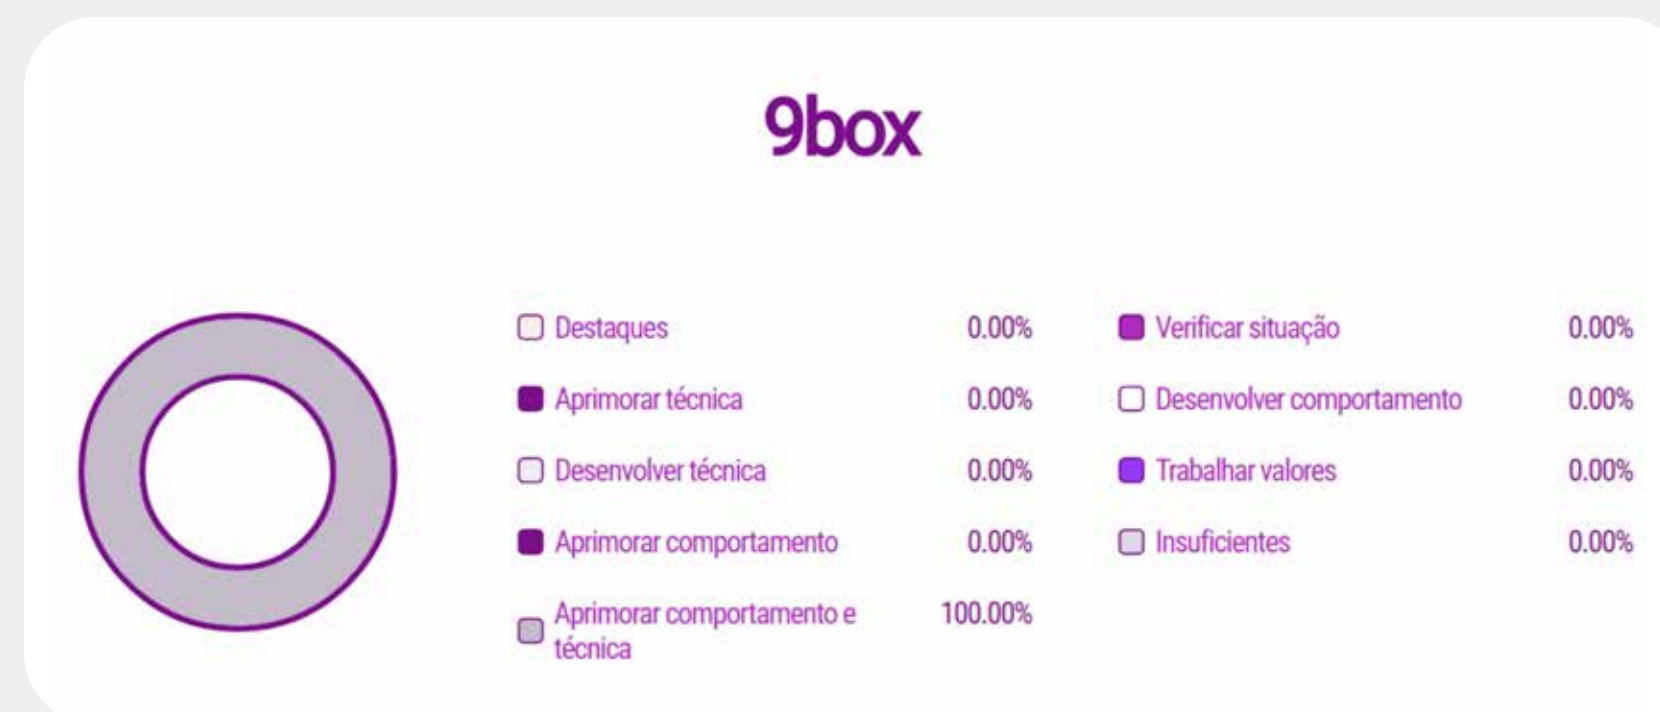 9box
Destaques 0.00%
Aprimorar técnica 0.00%
Desenvolver técnica 0.00%
Aprimorar comportamento 0.00%
Aprimorar comportamento e 100.00%
técnica
Verificar situação 0.00%
Desenvolver comportamento 0.00%
Trabalhar valores 0.00%
Insuficientes 0.00%